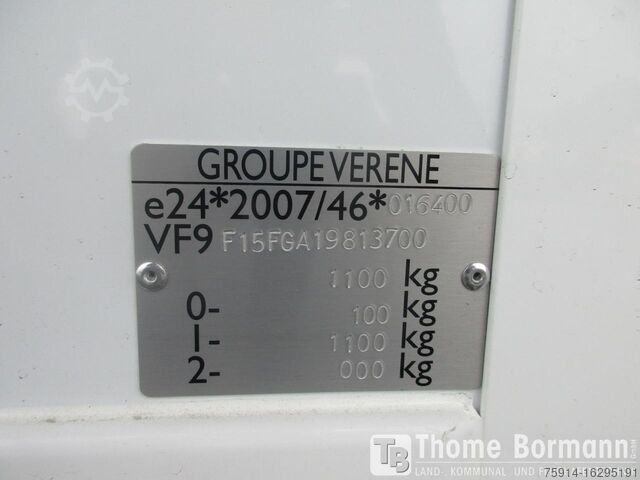 GROUPE VERENE
e24*2007/46*016400
VF9 F15FGA19813700
1100 kg
0- 100 kg
1- 1100 kg
2- 000 kg
TB Thome Bormann
LAND-, KOMMUNAL UND
75914-16295191